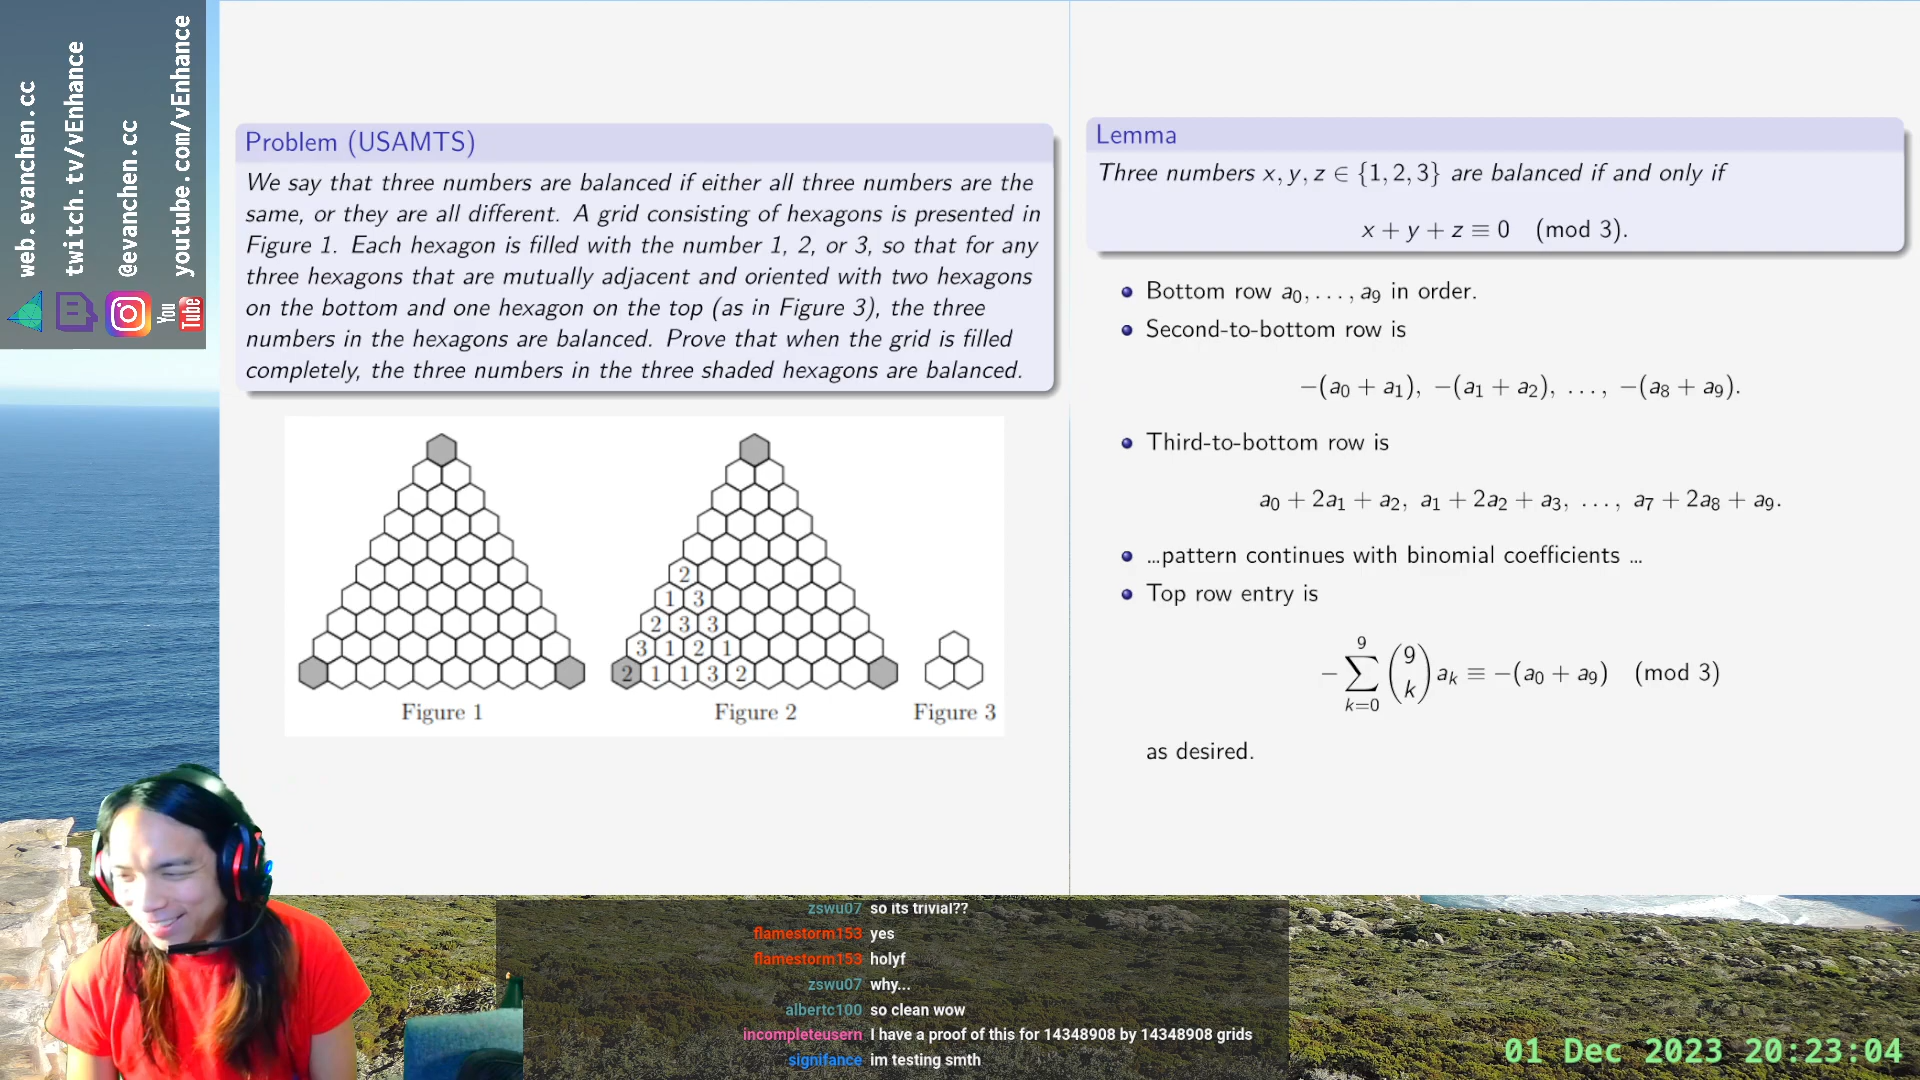 web.evanchen.cc
twitch.tv/vEnhance
@evanchen.cc
youtube.com/vEnhance
You
Tube
Problem (USAMTS)
We say that three numbers are balanced if either all three numbers are the
same, or they are all different. A grid consisting of hexagons is presented in
Figure 1. Each hexagon is filled with the number 1, 2, or 3, so that for any
three hexagons that are mutually adjacent and oriented with two hexagons
on the bottom and one hexagon on the top (as in Figure 3), the three
numbers in the hexagons are balanced. Prove that when the grid is filled
completely, the three numbers in the three shaded hexagons are balanced.
2
1 3
2 3 3
3 1 2 1
2 1 1 3 2
Figure 1
Figure 2
Figure 3
Lemma
Three numbers x, y, z ∈ {1, 2, 3} are balanced if and only if
x + y + z ≡ 0 (mod 3).
Bottom row a₀, . . . , a₉ in order.
Second-to-bottom row is
−(a₀ + a₁), −(a₁ + a₂), . . . , −(a₈ + a₉).
Third-to-bottom row is
a₀ + 2a₁ + a₂, a₁ + 2a₂ + a₃, . . . , a₇ + 2a₈ + a₉.
...pattern continues with binomial coefficients ...
Top row entry is
9
− ∑ (9 k) aₖ ≡ −(a₀ + a₉) (mod 3)
k=0
as desired.
zswu07 so its trivial??
flamestorm153 yes
flamestorm153 holyf
zswu07 why...
albertc100 so clean wow
incompleteusern I have a proof of this for 14348908 by 14348908 grids
signifance im testing smth
01 Dec 2023 20:23:04